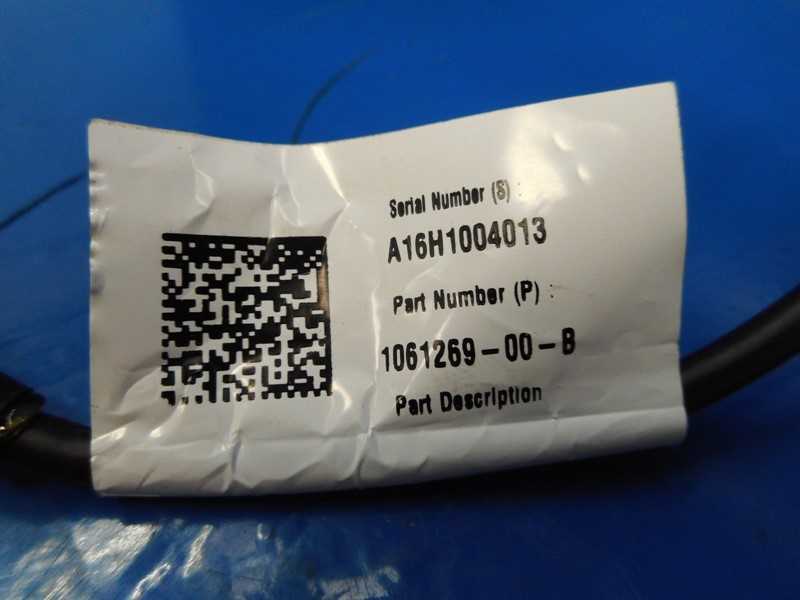 Serial Number (S) :
A16H1004013
Part Number (P) :
1061269-00-B
Part Description